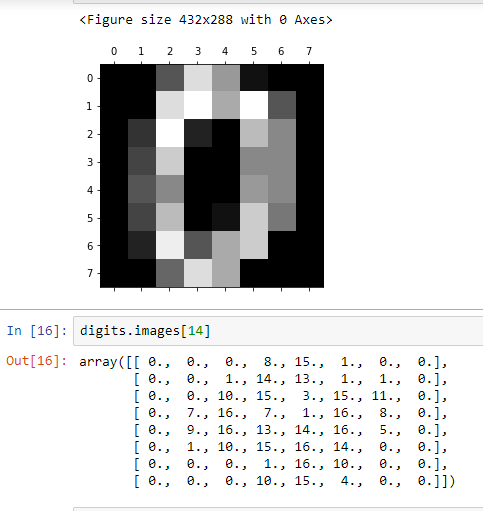 <Figure size 432x288 with 0 Axes>
0 1 2 3 4 5 6 7
0
1
2
3
4
5
6
7
In [16]: digits.images[14]
Out[16]: array([[ 0.,  0.,  0.,  8., 15.,  1.,  0.,  0.],
[ 0.,  0.,  1., 14., 13.,  1.,  1.,  0.],
[ 0.,  0., 10., 15.,  3., 15., 11.,  0.],
[ 0.,  7., 16.,  7.,  1., 16.,  8.,  0.],
[ 0.,  9., 16., 13., 14., 16.,  5.,  0.],
[ 0.,  1., 10., 15., 16., 14.,  0.,  0.],
[ 0.,  0.,  0.,  1., 16., 10.,  0.,  0.],
[ 0.,  0.,  0., 10., 15.,  4.,  0.,  0.]])